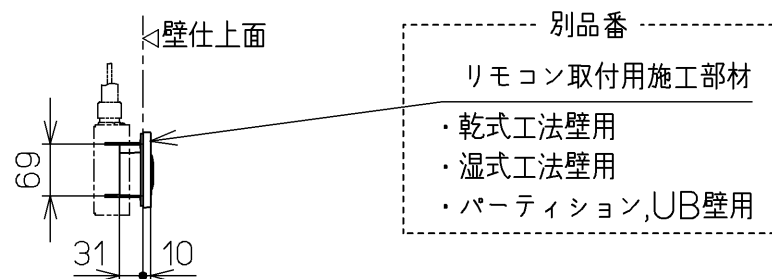 別品番
壁仕上面
リモコン取付用施工部材
・乾式工法壁用
・湿式工法壁用
・パーティション,UB壁用
69
31
10